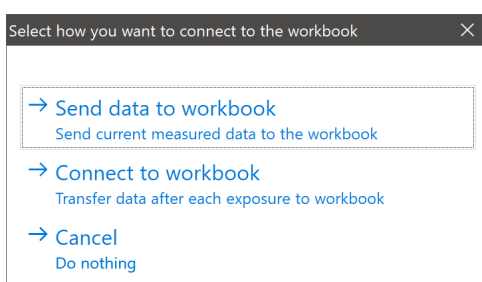 Select how you want to connect to the workbook
→ Send data to workbook
Send current measured data to the workbook
→ Connect to workbook
Transfer data after each exposure to workbook
→ Cancel
Do nothing